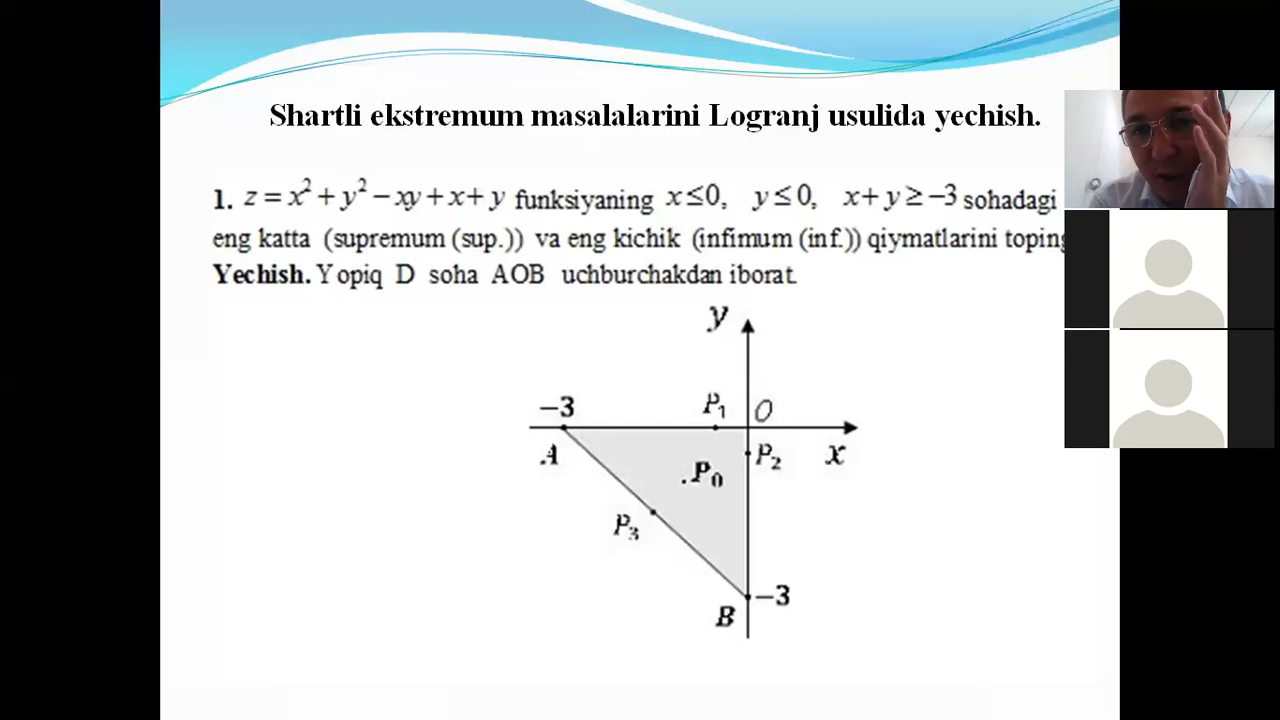 Shartli ekstremum masalalarini Logranj usulida yechish.
1. z = x² + y² − xy + x + y funksiyaning x ≤ 0, y ≤ 0, x + y ≥ −3 sohadagi
eng katta (supremum (sup.)) va eng kichik (infimum (inf.)) qiymatlarini toping
Yechish. Yopiq D soha AOB uchburchakdan iborat.
y
−3 P₁ O
A P₂ x
.P₀
P₃
−3
B